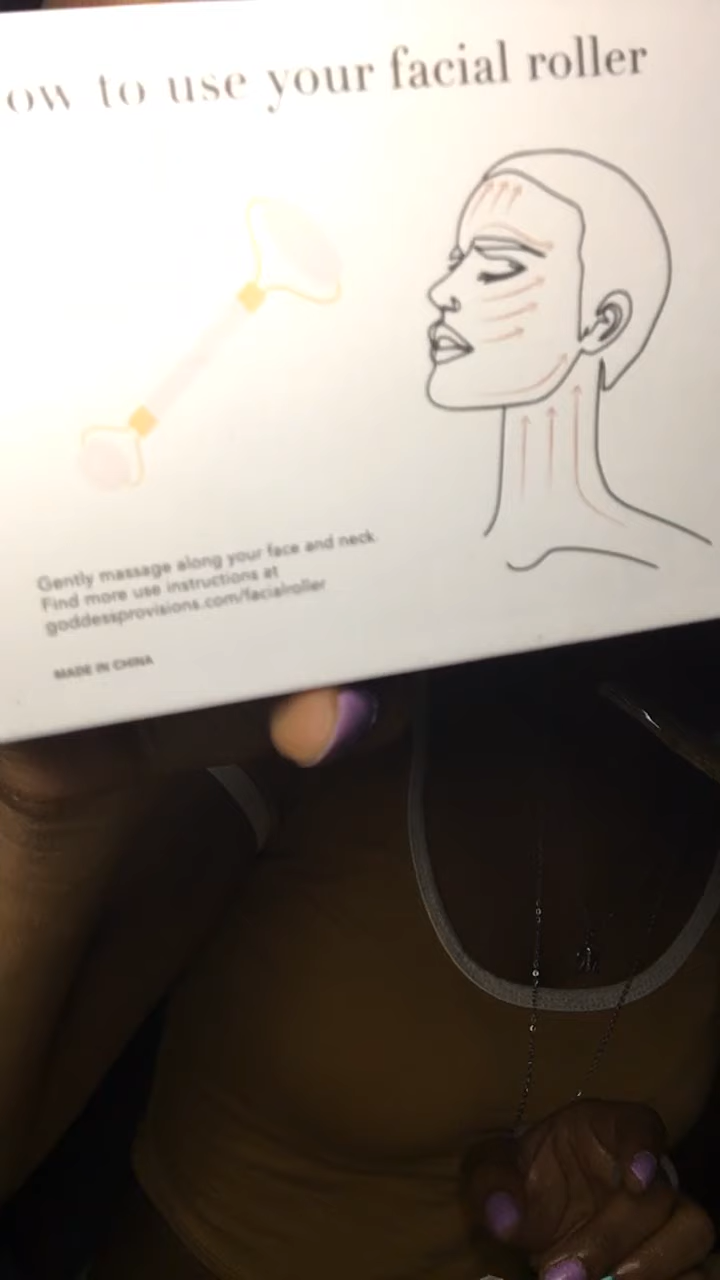 ow to use your facial roller
Gently massage along your face and neck.
Find more use instructions at
goddessprovisions.com/facialroller
MADE IN CHINA